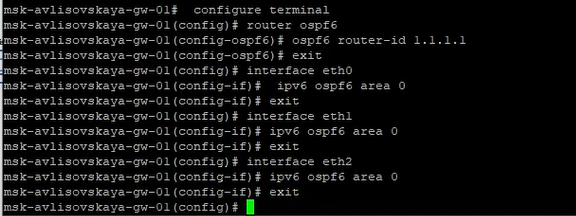 msk-avlisovskaya-gw-01#  configure terminal
msk-avlisovskaya-gw-01(config)# router ospf6
msk-avlisovskaya-gw-01(config-ospf6)# ospf6 router-id 1.1.1.1
msk-avlisovskaya-gw-01(config-ospf6)# exit
msk-avlisovskaya-gw-01(config)# interface eth0
msk-avlisovskaya-gw-01(config-if)#  ipv6 ospf6 area 0
msk-avlisovskaya-gw-01(config-if)# exit
msk-avlisovskaya-gw-01(config)# interface eth1
msk-avlisovskaya-gw-01(config-if)# ipv6 ospf6 area 0
msk-avlisovskaya-gw-01(config-if)# exit
msk-avlisovskaya-gw-01(config)# interface eth2
msk-avlisovskaya-gw-01(config-if)# ipv6 ospf6 area 0
msk-avlisovskaya-gw-01(config-if)# exit
msk-avlisovskaya-gw-01(config)#